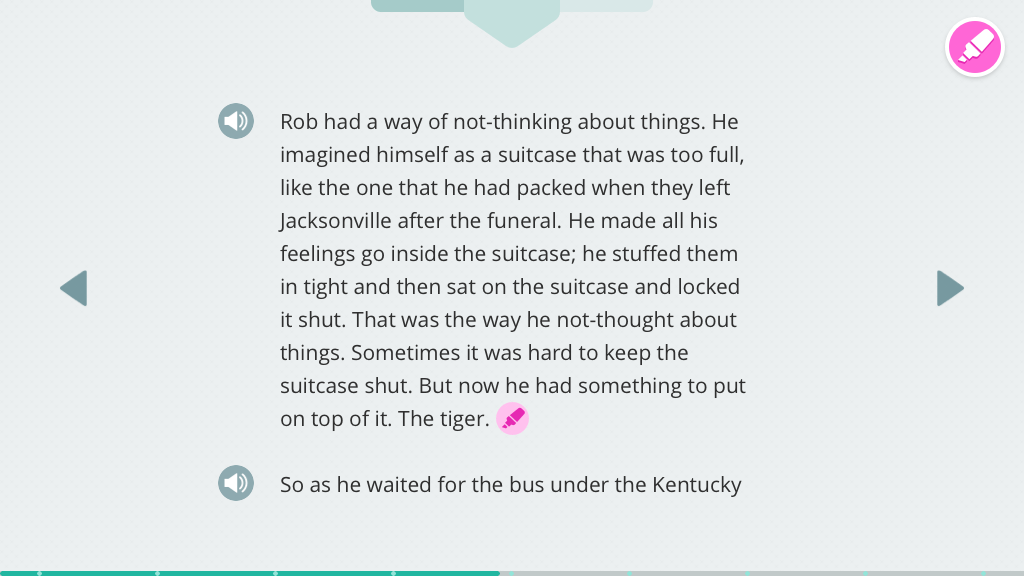 Rob had a way of not-thinking about things. He
imagined himself as a suitcase that was too full,
like the one that he had packed when they left
Jacksonville after the funeral. He made all his
feelings go inside the suitcase; he stuffed them
in tight and then sat on the suitcase and locked
it shut. That was the way he not-thought about
things. Sometimes it was hard to keep the
suitcase shut. But now he had something to put
on top of it. The tiger.
So as he waited for the bus under the Kentucky